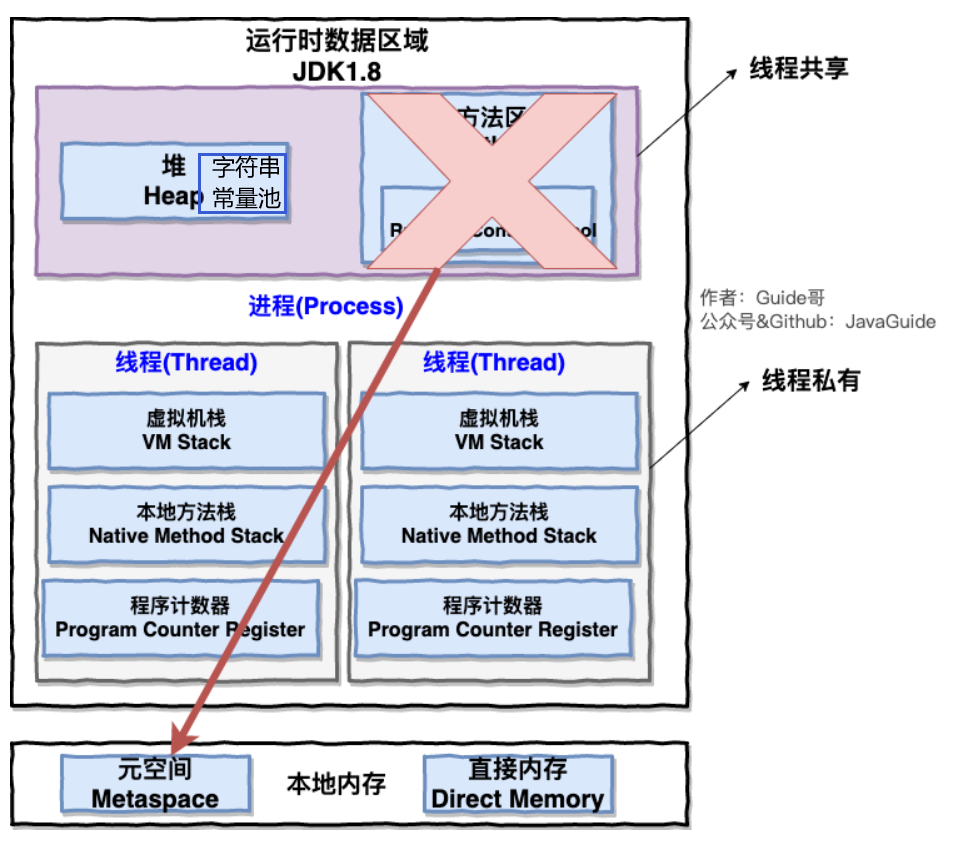 运行时数据区域
JDK1.8
线程共享
方法区
堆
Heap
字符串
常量池
进程(Process)
作者：Guide哥
公众号&Github：JavaGuide
线程(Thread)
线程(Thread)
线程私有
虚拟机栈
VM Stack
虚拟机栈
VM Stack
本地方法栈
Native Method Stack
本地方法栈
Native Method Stack
程序计数器
Program Counter Register
程序计数器
Program Counter Register
元空间
Metaspace
本地内存
直接内存
Direct Memory